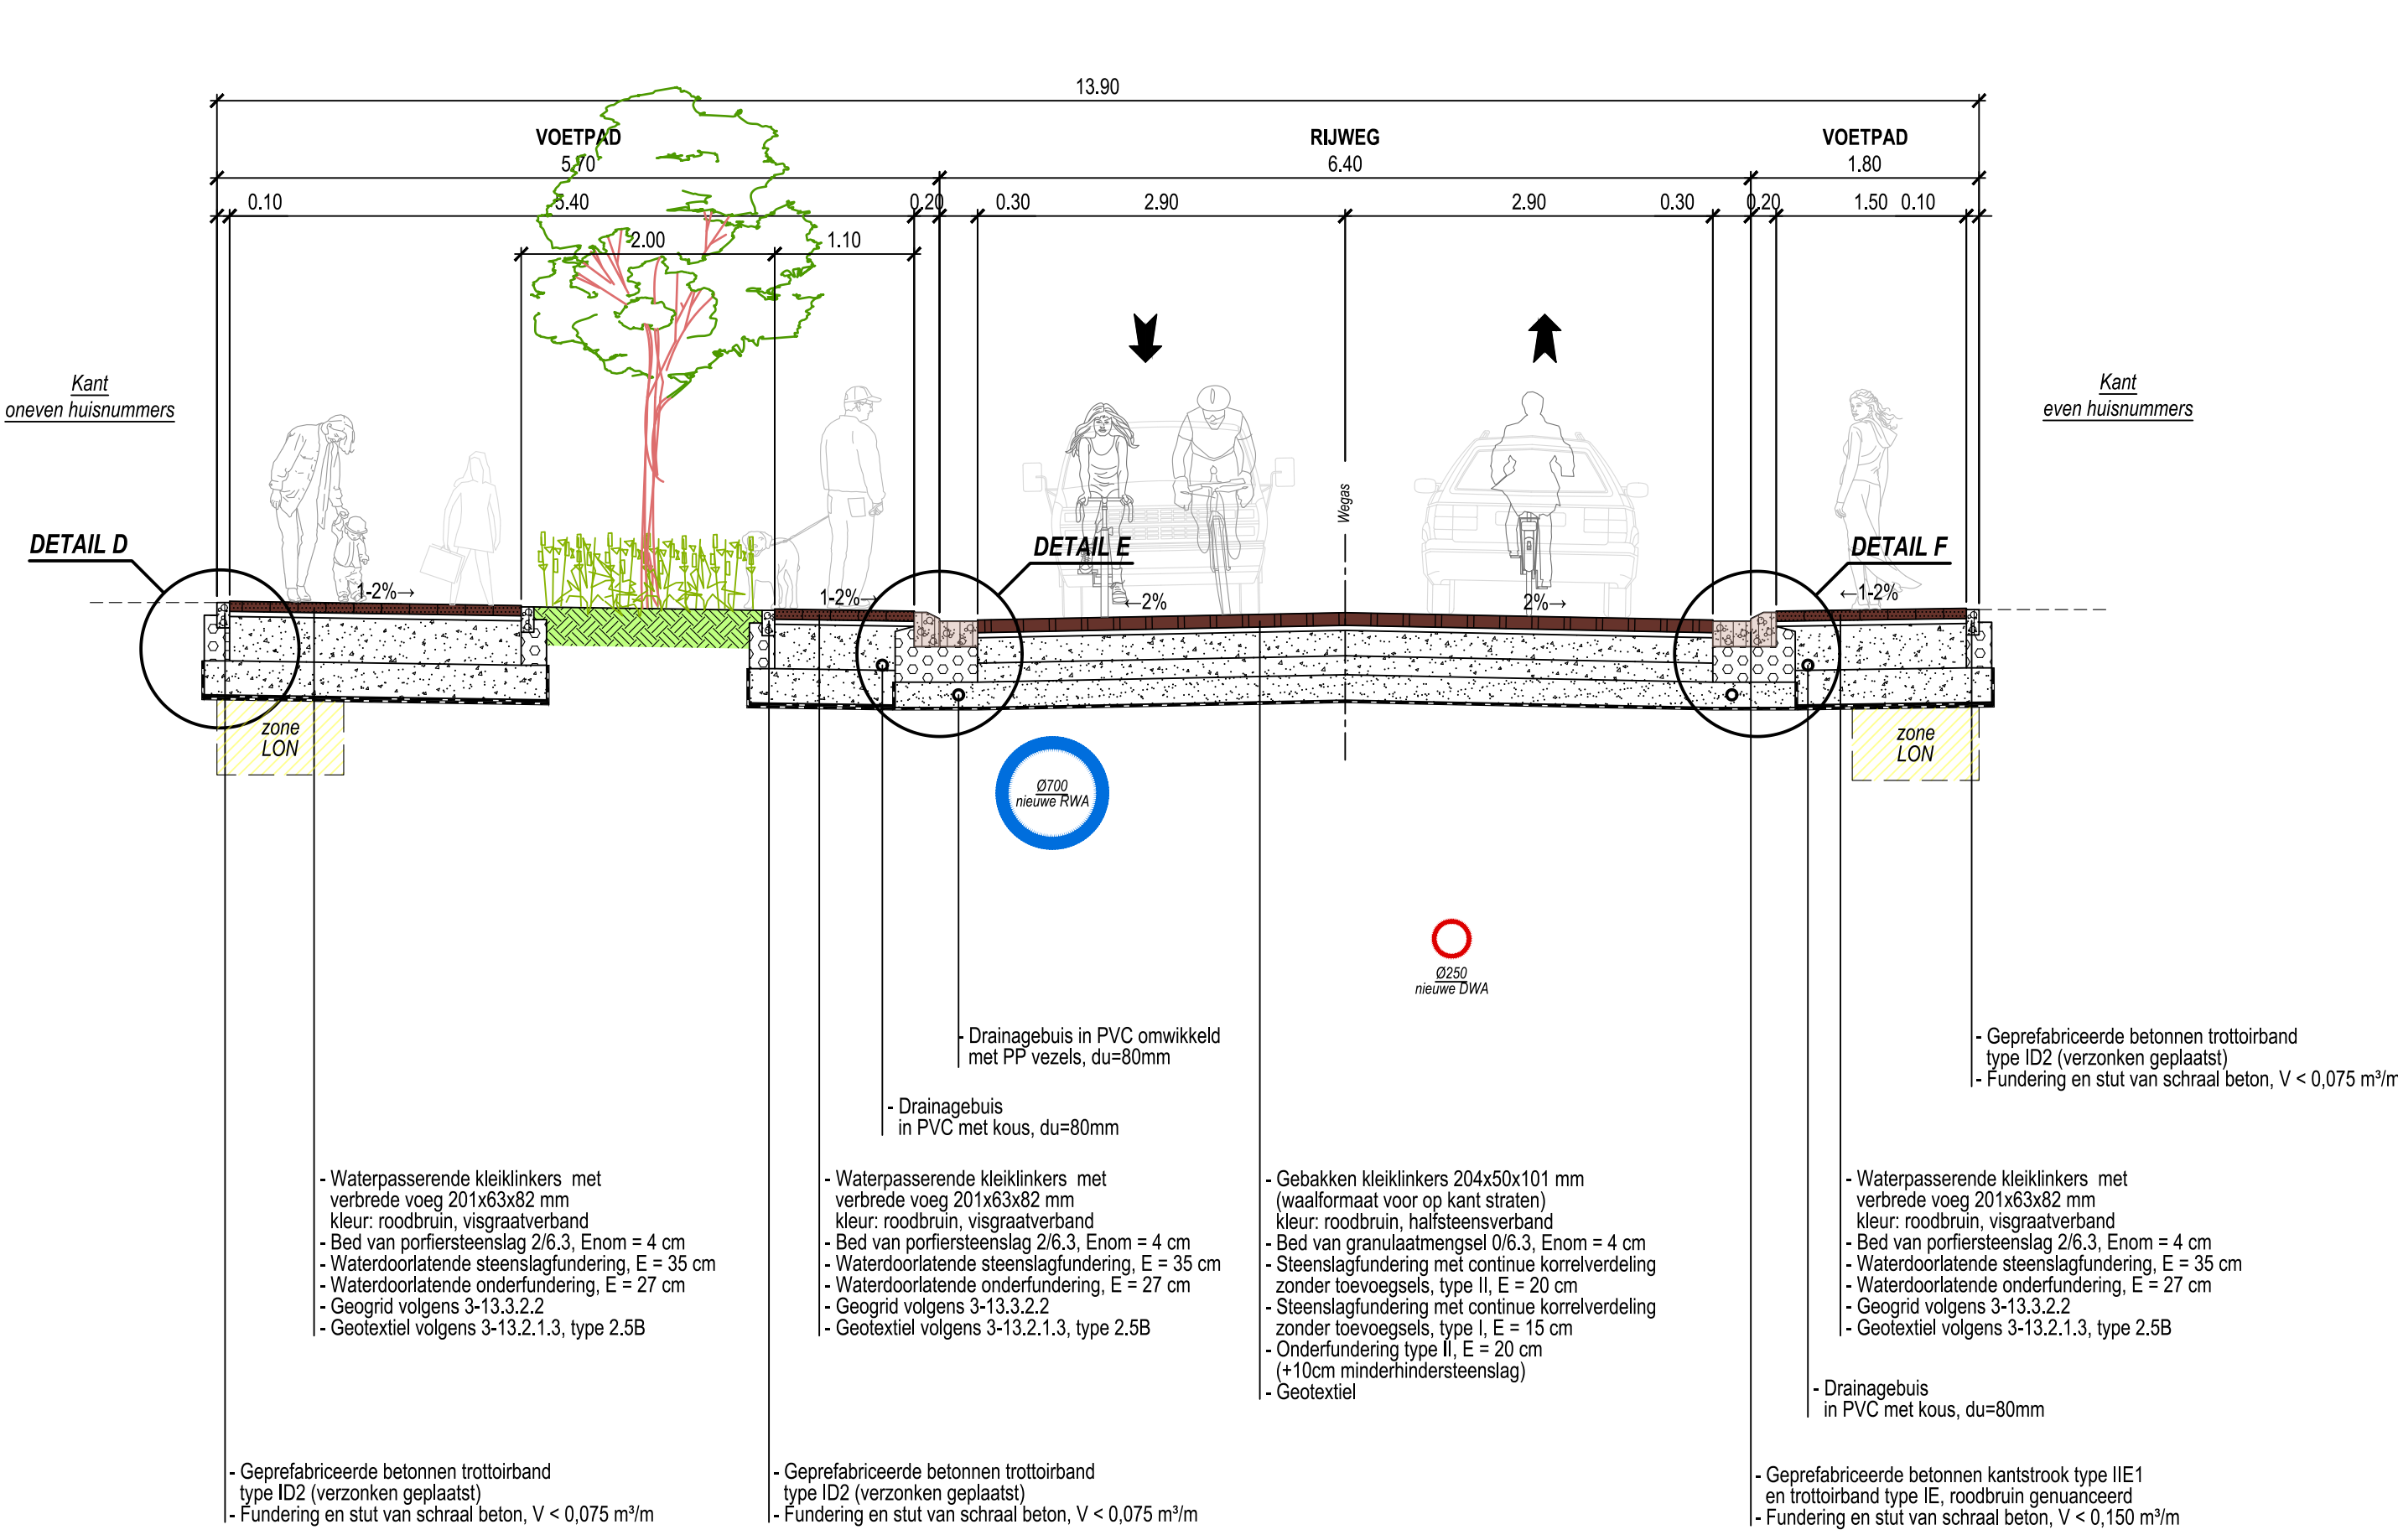 13.90
VOETPAD
RIJWEG
VOETPAD
5.70
6.40
1.80
0.10
5.40
0.20
0.30
2.90
2.90
0.30
0.20
1.50
0.10
2.00
1.10
Kant
oneven huisnummers
Kant
even huisnummers
Wegas
DETAIL D
DETAIL E
DETAIL F
1-2%→
1-2%→
←2%
2%→
←1-2%
zone
LON
zone
LON
Ø700
nieuwe RWA
Ø250
nieuwe DWA
- Drainagebuis in PVC omwikkeld
met PP vezels, du=80mm
- Geprefabriceerde betonnen trottoirband
type ID2 (verzonken geplaatst)
- Fundering en stut van schraal beton, V < 0,075 m³/m
- Drainagebuis
in PVC met kous, du=80mm
- Waterpasserende kleiklinkers met
verbrede voeg 201x63x82 mm
kleur: roodbruin, visgraatverband
- Bed van porfiersteenslag 2/6.3, Enom = 4 cm
- Waterdoorlatende steenslagfundering, E = 35 cm
- Waterdoorlatende onderfundering, E = 27 cm
- Geogrid volgens 3-13.3.2.2
- Geotextiel volgens 3-13.2.1.3, type 2.5B
- Waterpasserende kleiklinkers met
verbrede voeg 201x63x82 mm
kleur: roodbruin, visgraatverband
- Bed van porfiersteenslag 2/6.3, Enom = 4 cm
- Waterdoorlatende steenslagfundering, E = 35 cm
- Waterdoorlatende onderfundering, E = 27 cm
- Geogrid volgens 3-13.3.2.2
- Geotextiel volgens 3-13.2.1.3, type 2.5B
- Gebakken kleiklinkers 204x50x101 mm
(waalformaat voor op kant straten)
kleur: roodbruin, halfsteensverband
- Bed van granulaatmengsel 0/6.3, Enom = 4 cm
- Steenslagfundering met continue korrelverdeling
zonder toevoegsels, type II, E = 20 cm
- Steenslagfundering met continue korrelverdeling
zonder toevoegsels, type I, E = 15 cm
- Onderfundering type II, E = 20 cm
(+10cm minderhindersteenslag)
- Geotextiel
- Waterpasserende kleiklinkers met
verbrede voeg 201x63x82 mm
kleur: roodbruin, visgraatverband
- Bed van porfiersteenslag 2/6.3, Enom = 4 cm
- Waterdoorlatende steenslagfundering, E = 35 cm
- Waterdoorlatende onderfundering, E = 27 cm
- Geogrid volgens 3-13.3.2.2
- Geotextiel volgens 3-13.2.1.3, type 2.5B
- Drainagebuis
in PVC met kous, du=80mm
- Geprefabriceerde betonnen trottoirband
type ID2 (verzonken geplaatst)
- Fundering en stut van schraal beton, V < 0,075 m³/m
- Geprefabriceerde betonnen trottoirband
type ID2 (verzonken geplaatst)
- Fundering en stut van schraal beton, V < 0,075 m³/m
- Geprefabriceerde betonnen kantstrook type IIE1
en trottoirband type IE, roodbruin genuanceerd
- Fundering en stut van schraal beton, V < 0,150 m³/m